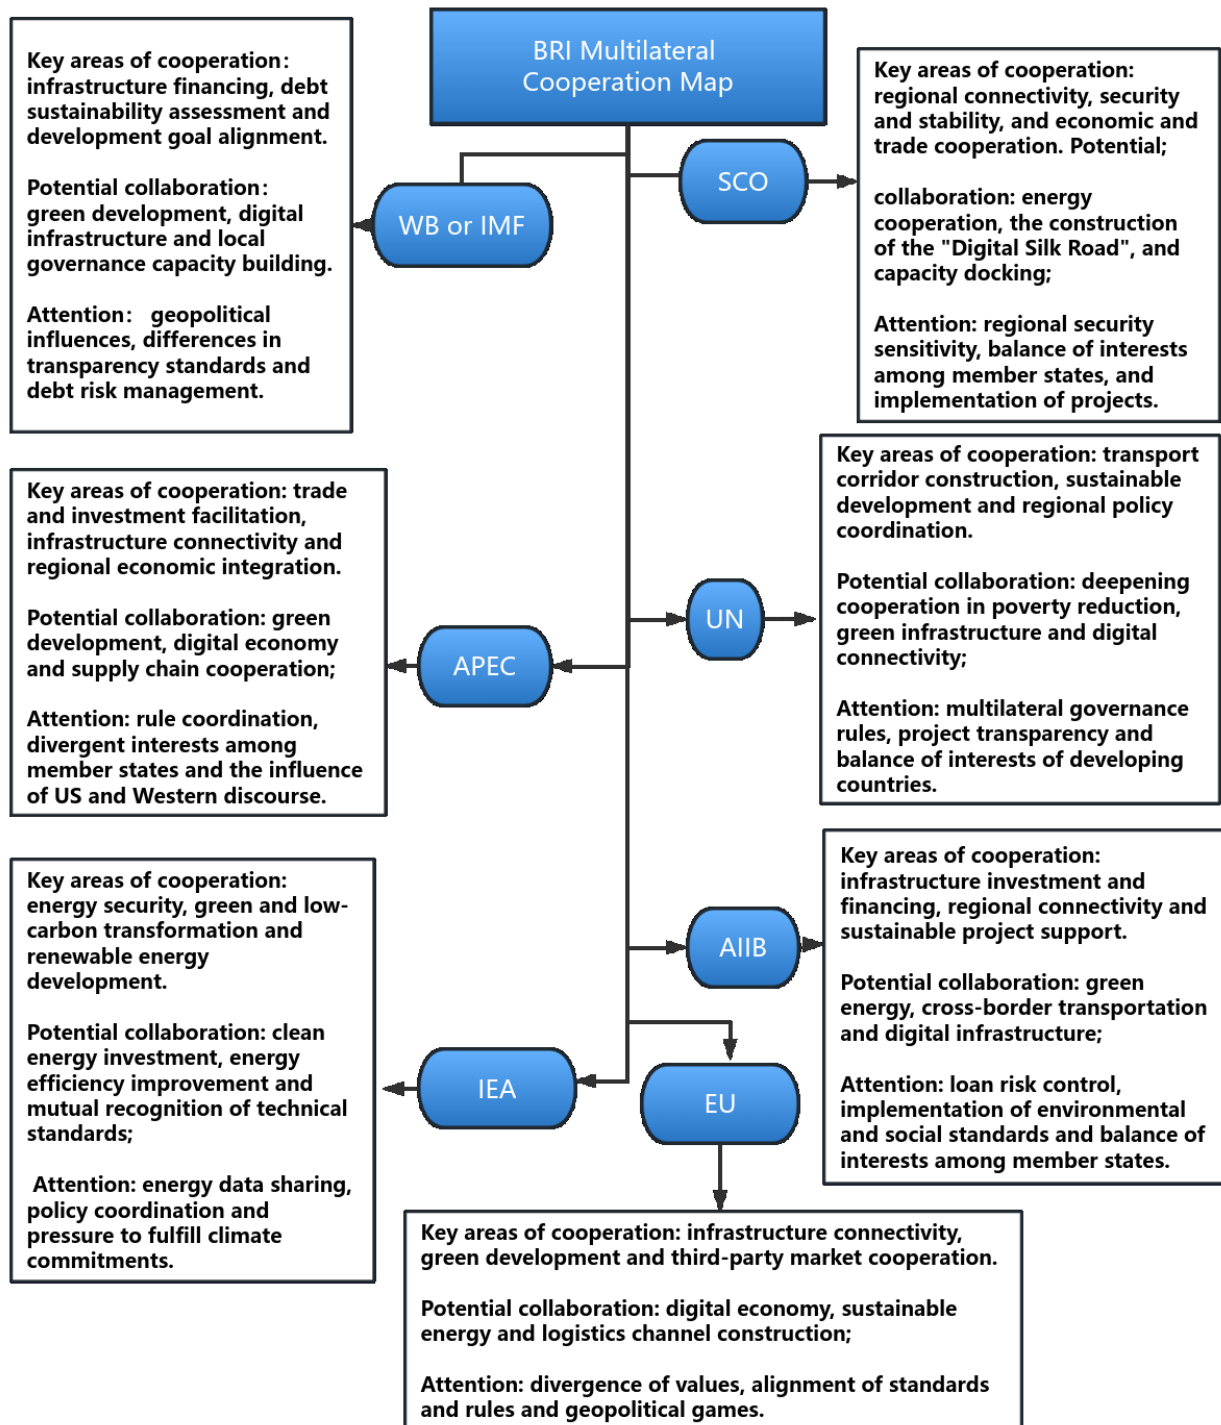 BRI Multilateral
Cooperation Map
Key areas of cooperation:
infrastructure financing, debt
sustainability assessment and
development goal alignment.
Potential collaboration:
green development, digital
infrastructure and local
governance capacity building.
Attention: geopolitical
influences, differences in
transparency standards and
debt risk management.
WB or IMF
SCO
Key areas of cooperation:
regional connectivity, security
and stability, and economic and
trade cooperation. Potential;
collaboration: energy
cooperation, the construction
of the "Digital Silk Road", and
capacity docking;
Attention: regional security
sensitivity, balance of interests
among member states, and
implementation of projects.
Key areas of cooperation: trade
and investment facilitation,
infrastructure connectivity and
regional economic integration.
Potential collaboration: green
development, digital economy
and supply chain cooperation;
Attention: rule coordination,
divergent interests among
member states and the influence
of US and Western discourse.
APEC
UN
Key areas of cooperation: transport
corridor construction, sustainable
development and regional policy
coordination.
Potential collaboration: deepening
cooperation in poverty reduction,
green infrastructure and digital
connectivity;
Attention: multilateral governance
rules, project transparency and
balance of interests of developing
countries.
Key areas of cooperation:
energy security, green and low-
carbon transformation and
renewable energy
development.
Potential collaboration: clean
energy investment, energy
efficiency improvement and
mutual recognition of technical
standards;
Attention: energy data sharing,
policy coordination and
pressure to fulfill climate
commitments.
IEA
AIIB
Key areas of cooperation:
infrastructure investment and
financing, regional connectivity and
sustainable project support.
Potential collaboration: green
energy, cross-border transportation
and digital infrastructure;
Attention: loan risk control,
implementation of environmental
and social standards and balance of
interests among member states.
EU
Key areas of cooperation: infrastructure connectivity,
green development and third-party market cooperation.
Potential collaboration: digital economy, sustainable
energy and logistics channel construction;
Attention: divergence of values, alignment of standards
and rules and geopolitical games.